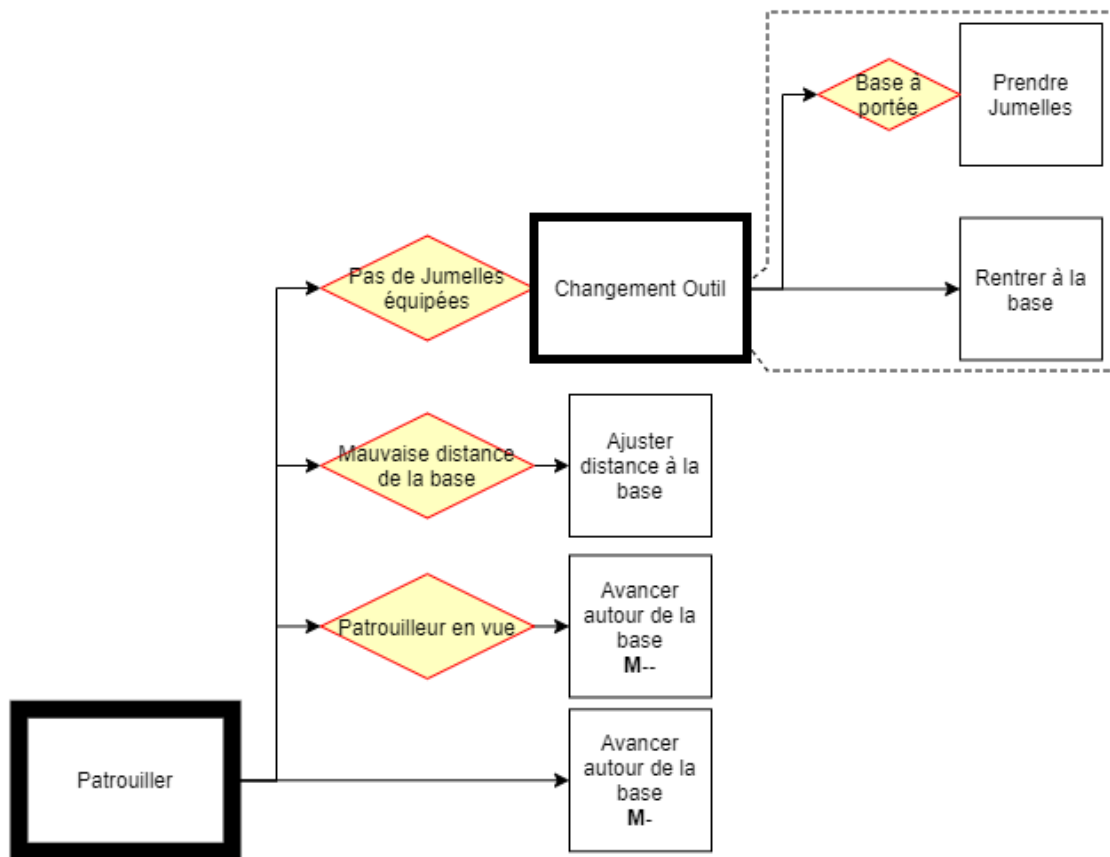 Base à
portée
Prendre
Jumelles
Pas de Jumelles
équipées
Changement Outil
Rentrer à la
base
Mauvaise distance
de la base
Ajuster
distance à la
base
Patrouilleur en vue
Avancer
autour de la
base
M--
Patrouiller
Avancer
autour de la
base
M-